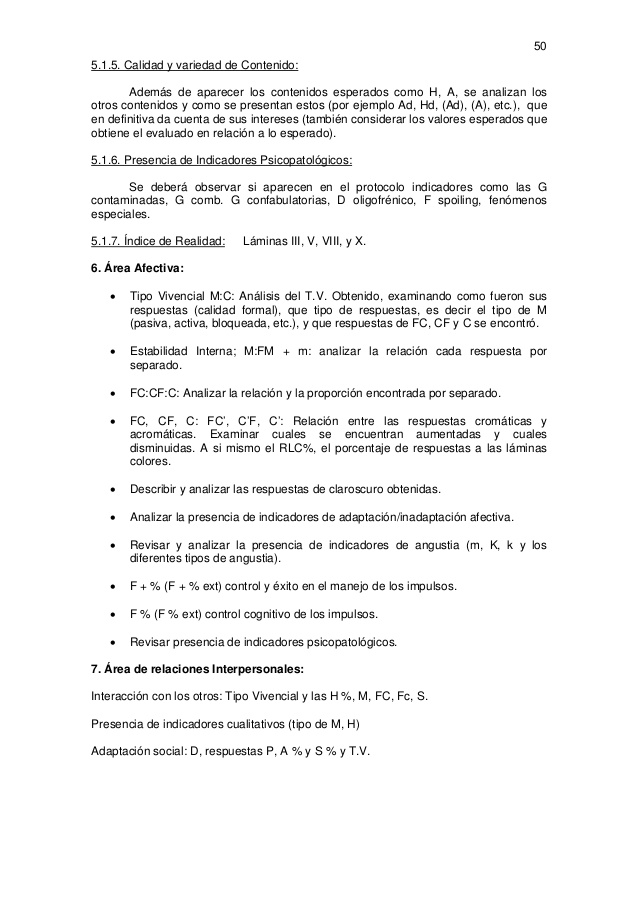 50
5.1.5. Calidad y variedad de Contenido:
Además de aparecer los contenidos esperados como H, A, se analizan los
otros contenidos y como se presentan estos (por ejemplo Ad, Hd, (Ad), (A), etc.), que
en definitiva da cuenta de sus intereses (también considerar los valores esperados que
obtiene el evaluado en relación a lo esperado).
5.1.6. Presencia de Indicadores Psicopatológicos:
Se deberá observar si aparecen en el protocolo indicadores como las G
contaminadas, G comb. G confabulatorias, D oligofrénico, F spoiling, fenómenos
especiales.
5.1.7. Índice de Realidad: Láminas III, V, VIII, y X.
6. Área Afectiva:
• Tipo Vivencial M:C: Análisis del T.V. Obtenido, examinando como fueron sus
respuestas (calidad formal), que tipo de respuestas, es decir el tipo de M
(pasiva, activa, bloqueada, etc.), y que respuestas de FC, CF y C se encontró.
• Estabilidad Interna; M:FM + m: analizar la relación cada respuesta por
separado.
• FC:CF:C: Analizar la relación y la proporción encontrada por separado.
• FC, CF, C: FC’, C’F, C’: Relación entre las respuestas cromáticas y
acromáticas. Examinar cuales se encuentran aumentadas y cuales
disminuidas. A si mismo el RLC%, el porcentaje de respuestas a las láminas
colores.
• Describir y analizar las respuestas de claroscuro obtenidas.
• Analizar la presencia de indicadores de adaptación/inadaptación afectiva.
• Revisar y analizar la presencia de indicadores de angustia (m, K, k y los
diferentes tipos de angustia).
• F + % (F + % ext) control y éxito en el manejo de los impulsos.
• F % (F % ext) control cognitivo de los impulsos.
• Revisar presencia de indicadores psicopatológicos.
7. Área de relaciones Interpersonales:
Interacción con los otros: Tipo Vivencial y las H %, M, FC, Fc, S.
Presencia de indicadores cualitativos (tipo de M, H)
Adaptación social: D, respuestas P, A % y S % y T.V.